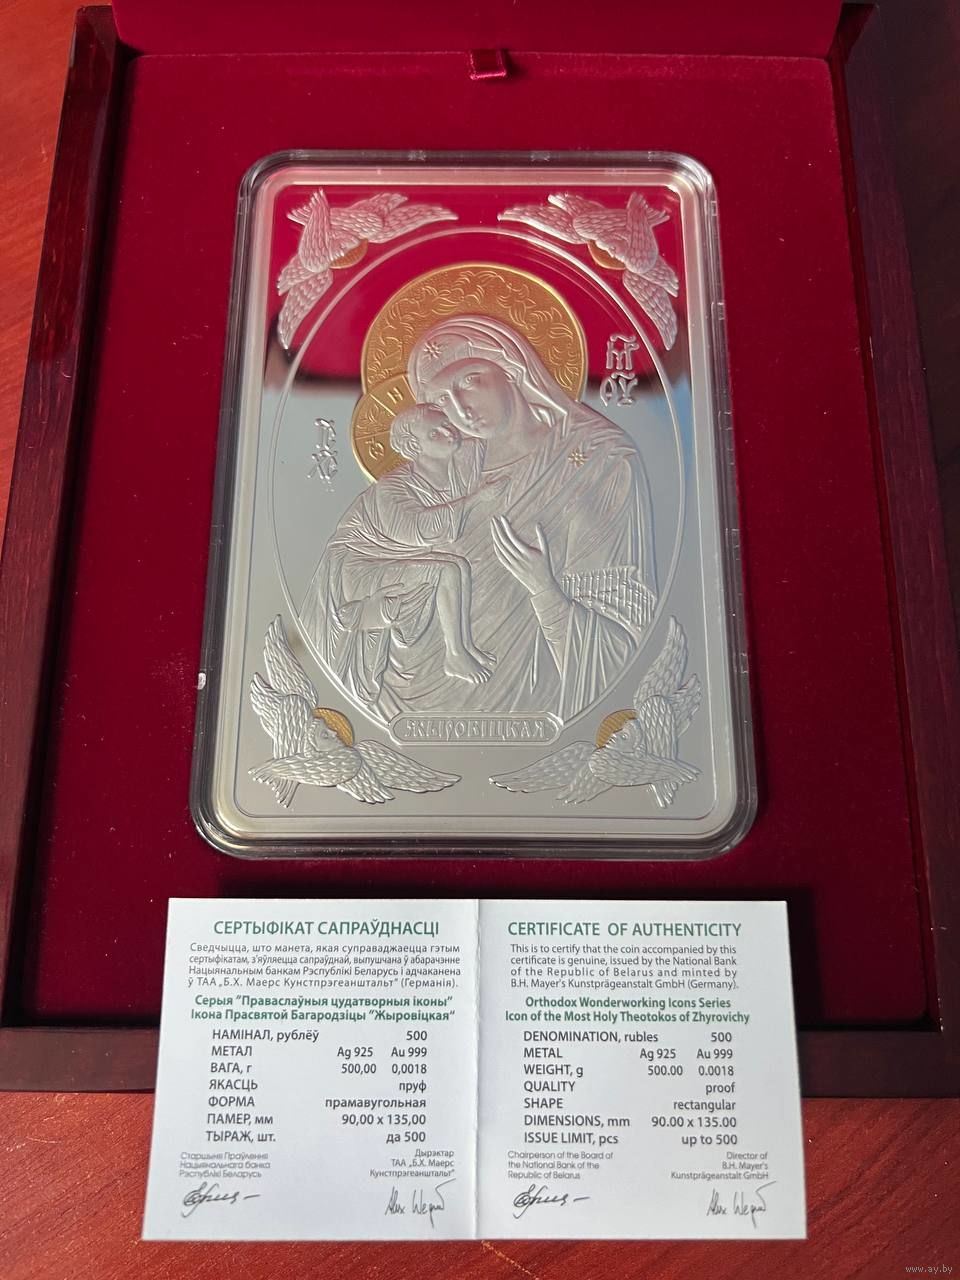 ЖЫРОВІЦКАЯ
СЕРТЫФІКАТ САПРАЎДНАСЦІ
Сведчыцца, што манета, якая суправаджаецца гэтым
сертыфікатам, з'яўляецца сапраўднай, выпушчана ў абарачэнне
Нацыянальным банкам Рэспублікі Беларусь і адчаканена
ў ТАА „Б.Х. Маерс Кунстпрэгеанштальт" (Германія).
Серыя "Праваслаўныя цудатворныя іконы"
Ікона Прасвятой Багародзіцы "Жыровіцкая"
НАМІНАЛ, рублёў 500
МЕТАЛ Ag 925 Au 999
ВАГА, г 500,00 0,0018
ЯКАСЦЬ пруф
ФОРМА прамавугольная
ПАМЕР, мм 90,00 x 135,00
ТЫРАЖ, шт. да 500
Старшыня Праўлення
Нацыянальнага банка
Рэспублікі Беларусь
Дырэктар
ТАА „Б.Х. Маерс
Кунстпрэгеанштальт"
CERTIFICATE OF AUTHENTICITY
This is to certify that the coin accompanied by this
certificate is genuine, issued by the National Bank
of the Republic of Belarus and minted by
B.H. Mayer's Kunstprägeanstalt GmbH (Germany).
Orthodox Wonderworking Icons Series
Icon of the Most Holy Theotokos of Zhyrovichy
DENOMINATION, rubles 500
METAL Ag 925 Au 999
WEIGHT, g 500.00 0.0018
QUALITY proof
SHAPE rectangular
DIMENSIONS, mm 90.00 x 135.00
ISSUE LIMIT, pcs up to 500
Chairperson of the Board of
the National Bank of the
Republic of Belarus
Director of
B.H. Mayer's
Kunstprägeanstalt GmbH
www.ay.by